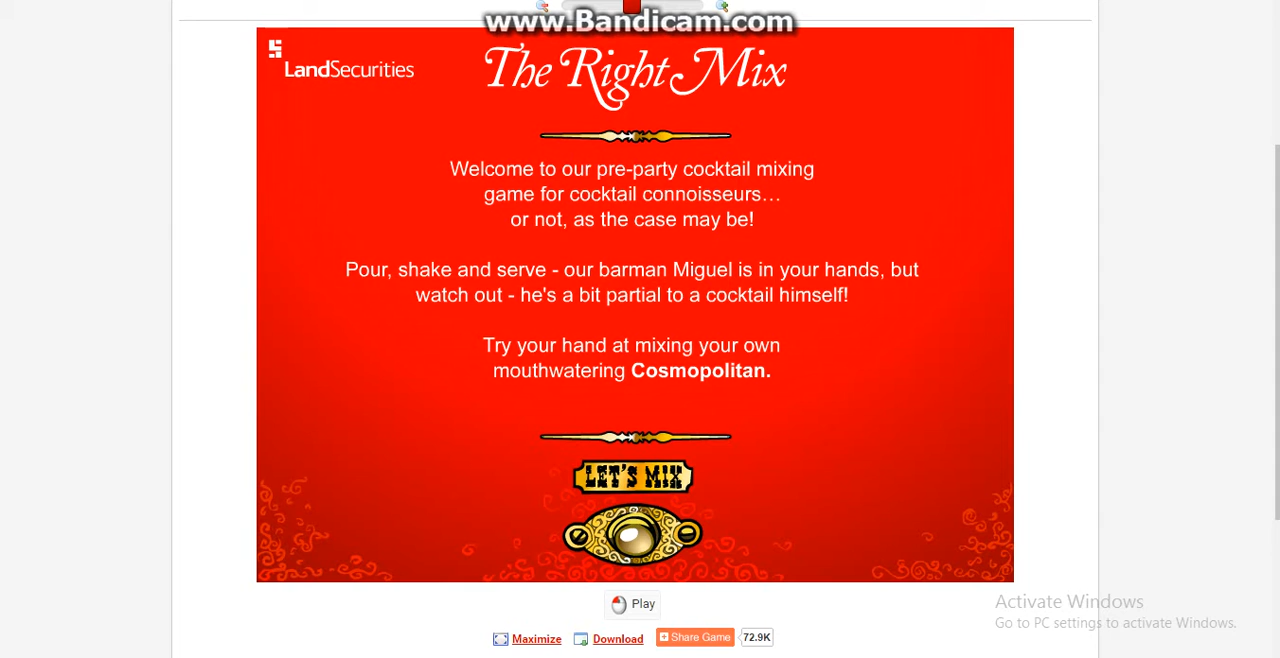 www.Bandicam.com
LandSecurities
The Right Mix
Welcome to our pre-party cocktail mixing
game for cocktail connoisseurs…
or not, as the case may be!
Pour, shake and serve - our barman Miguel is in your hands, but
watch out - he's a bit partial to a cocktail himself!
Try your hand at mixing your own
mouthwatering Cosmopolitan.
LET'S MIX
Play
Activate Windows
Go to PC settings to activate Windows.
Maximize Download Share Game 72.9K